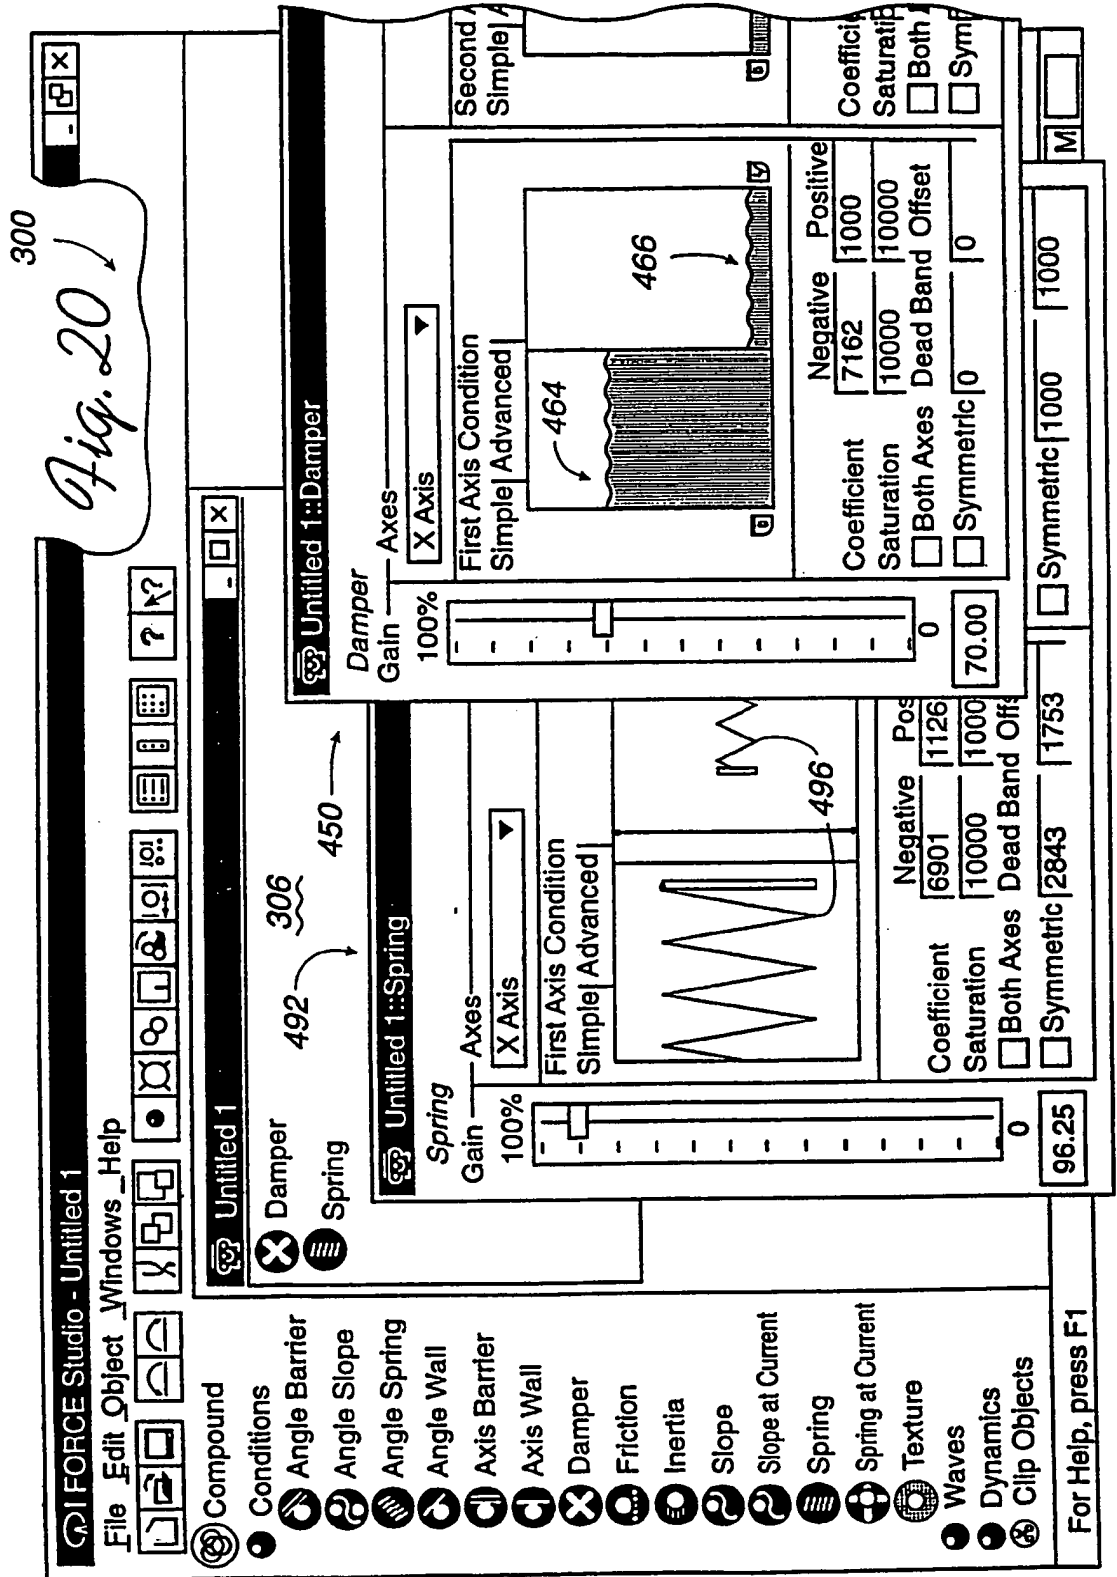 Fig. 20
300
I FORCE Studio - Untitled 1
File Edit Object Windows Help
Compound
Conditions
Angle Barrier
Angle Slope
Angle Spring
Angle Wall
Axis Barrier
Axis Wall
Damper
Friction
Inertia
Slope
Slope at Current
Spring
Spring at Current
Texture
Waves
Dynamics
Clip Objects
For Help, press F1
M
Untitled 1
Damper
Spring
306
492
450
Untitled 1::Spring
Spring
Gain
100%
0
96.25
Axes
X Axis
First Axis Condition
Simple Advanced
496
Negative Pos
Coefficient 6901 1126
Saturation 10000 1000
Both Axes Dead Band Offs
Symmetric 2843 1753
Symmetric 1000 1000
Untitled 1::Damper
Damper
Gain
100%
0
70.00
Axes
X Axis
First Axis Condition
Simple Advanced
464
466
Negative Positive
Coefficient 7162 1000
Saturation 10000 10000
Both Axes Dead Band Offset
Symmetric 0 0
Second A
Simple A
Coefficie
Saturatio
Both
Sym